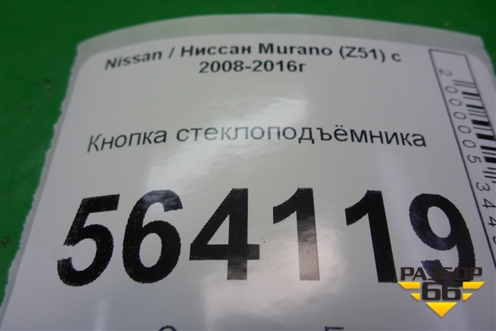 Nissan / Ниссан Murano (Z51) с
2008-2016г
Кнопка стеклоподъёмника
564119
РАЗБОР
66